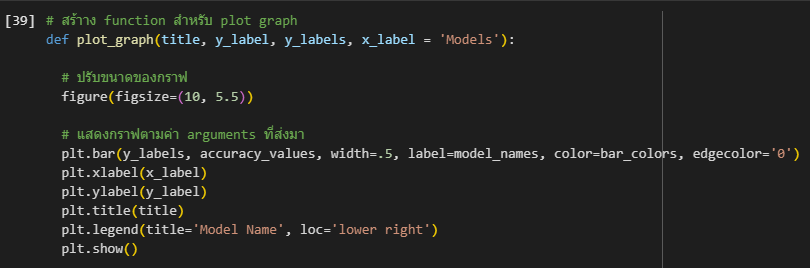 [39] # สร้าาง function สำหรับ plot graph
def plot_graph(title, y_label, y_labels, x_label = 'Models'):
# ปรับขนาดของกราฟ
figure(figsize=(10, 5.5))
# แสดงกราฟตามค่า arguments ที่ส่งมา
plt.bar(y_labels, accuracy_values, width=.5, label=model_names, color=bar_colors, edgecolor='0')
plt.xlabel(x_label)
plt.ylabel(y_label)
plt.title(title)
plt.legend(title='Model Name', loc='lower right')
plt.show()